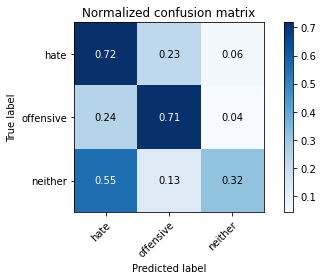 Normalized confusion matrix
True label
hate 0.72 0.23 0.06
offensive 0.24 0.71 0.04
neither 0.55 0.13 0.32
hate offensive neither
Predicted label
0.7
0.6
0.5
0.4
0.3
0.2
0.1